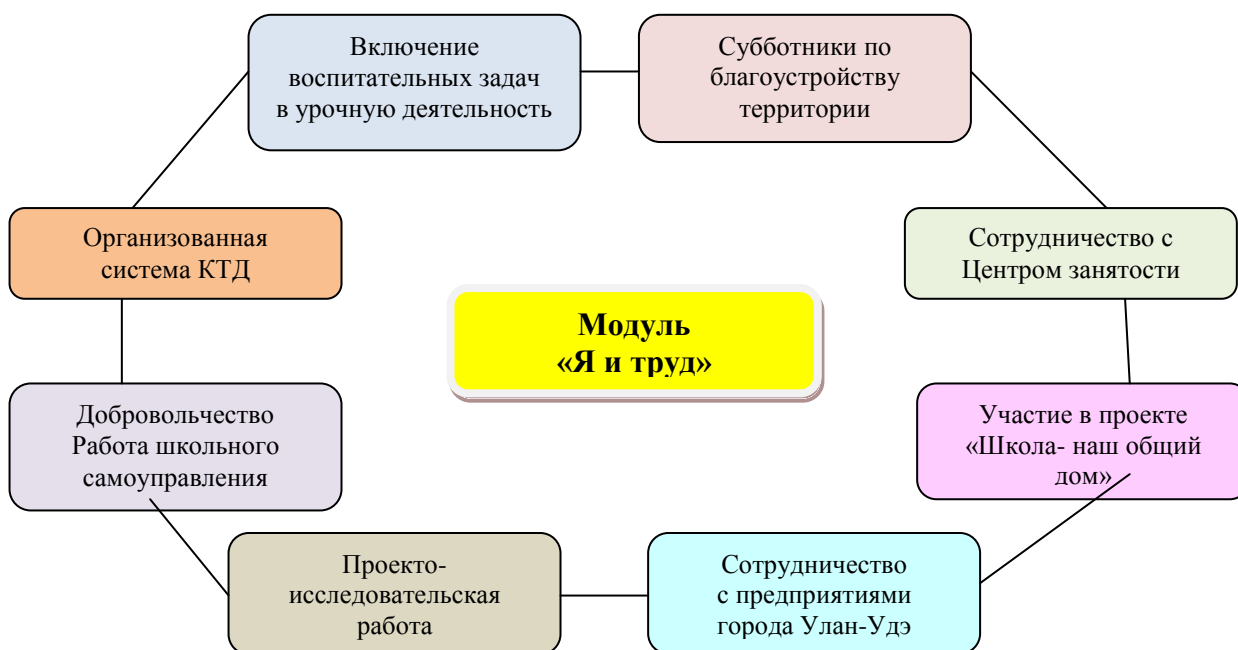 Включение
воспитательных задач
в урочную деятельность
Субботники по
благоустройству
территории
Организованная
система КТД
Сотрудничество с
Центром занятости
Модуль
«Я и труд»
Добровольчество
Работа школьного
самоуправления
Участие в проекте
«Школа- наш общий
дом»
Проекто-
исследовательская
работа
Сотрудничество
с предприятиями
города Улан-Удэ